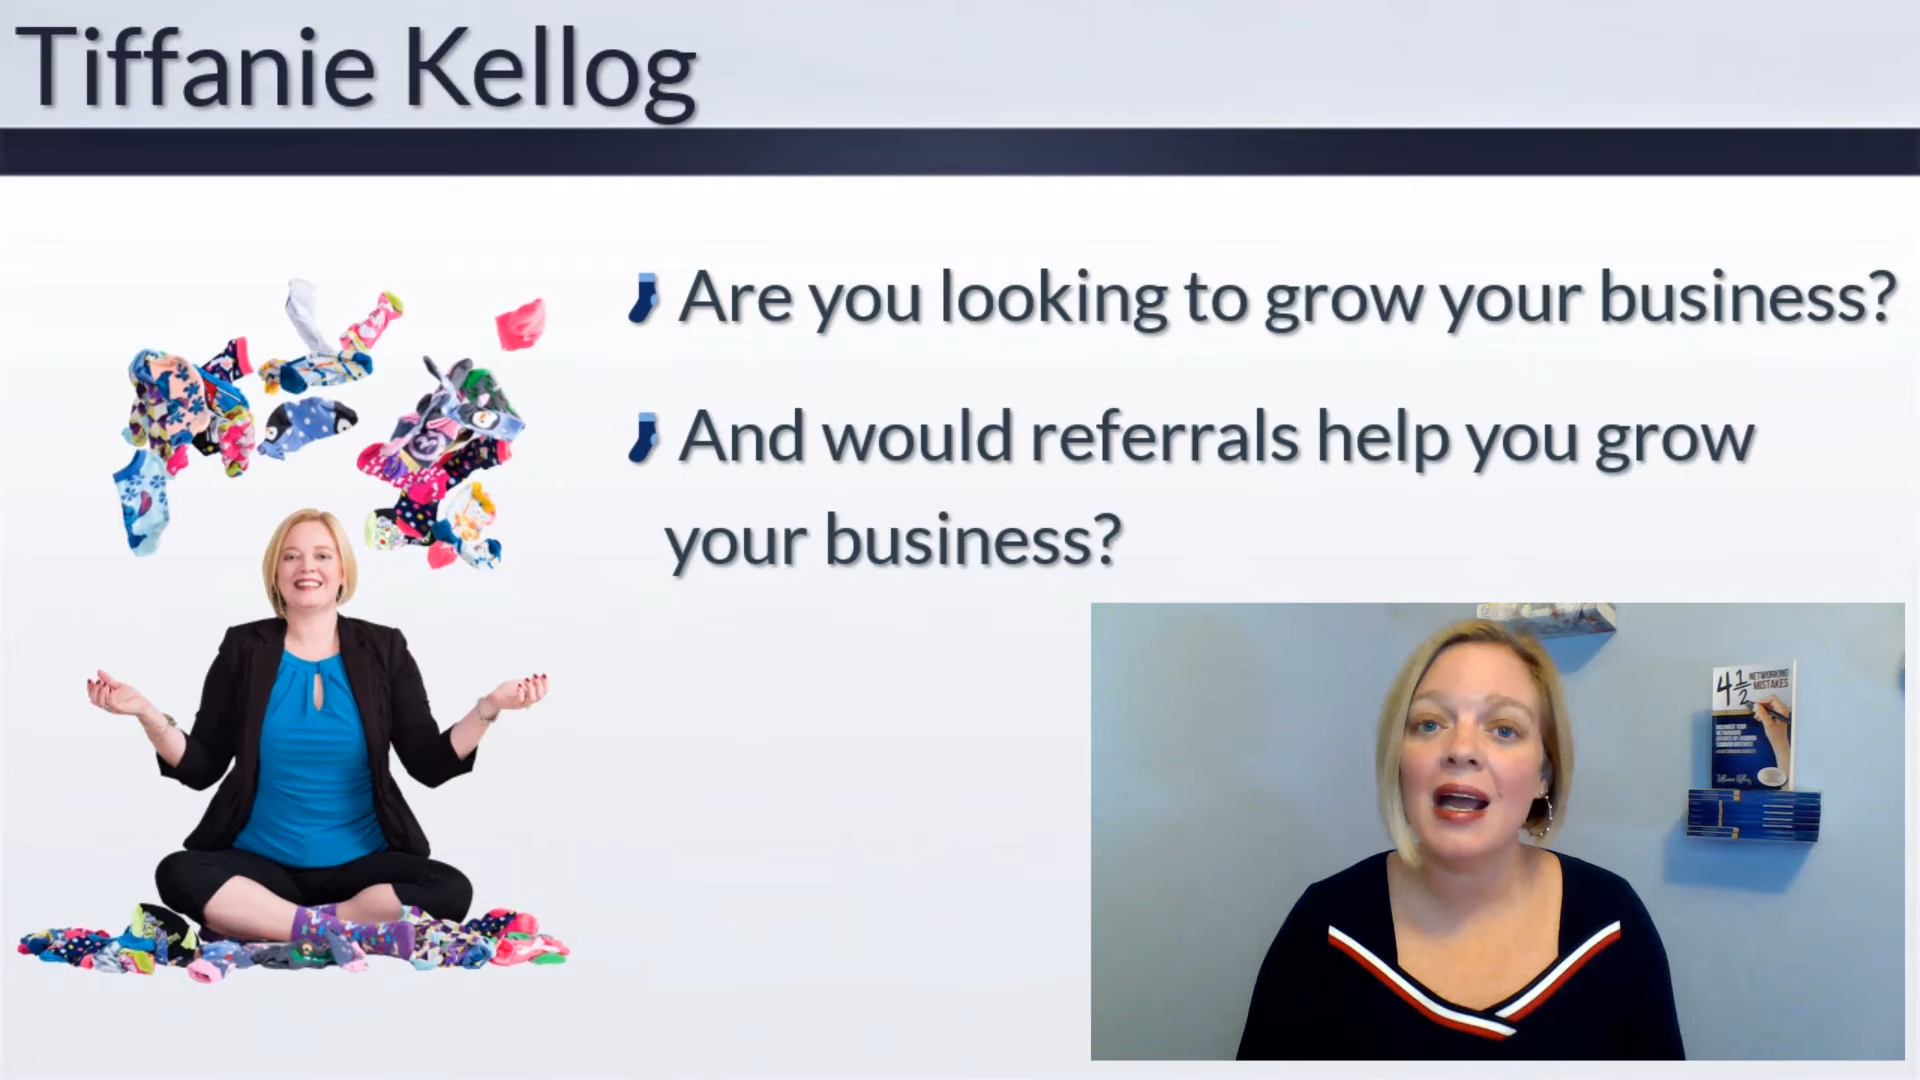 Tiffanie Kellog
Are you looking to grow your business?
And would referrals help you grow
your business?
4 1/2 NETWORKING
MISTAKES